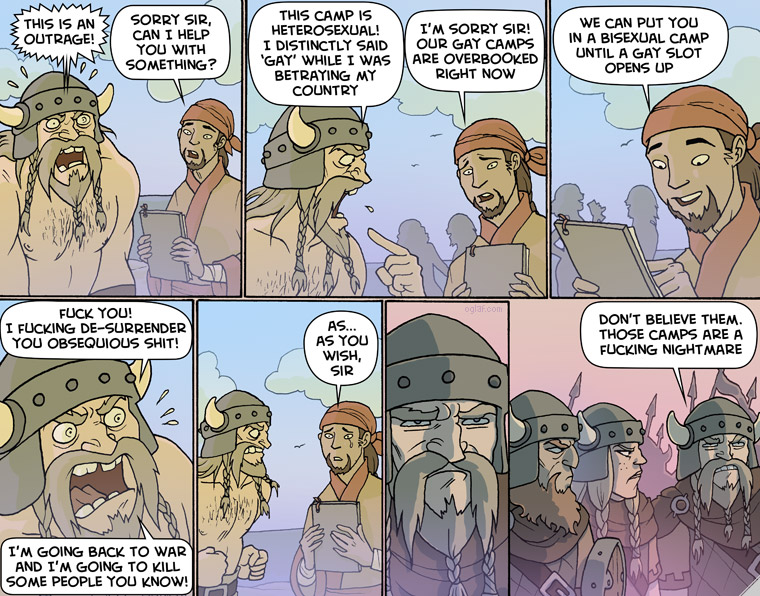 THIS IS AN
OUTRAGE!
SORRY SIR,
CAN I HELP
YOU WITH
SOMETHING?
THIS CAMP IS
HETEROSEXUAL!
I DISTINCTLY SAID
‘GAY’ WHILE I WAS
BETRAYING MY
COUNTRY
I'M SORRY SIR!
OUR GAY CAMPS
ARE OVERBOOKED
RIGHT NOW
WE CAN PUT YOU
IN A BISEXUAL CAMP
UNTIL A GAY SLOT
OPENS UP
FUCK YOU!
I FUCKING DE-SURRENDER
YOU OBSEQUIOUS SHIT!
I'M GOING BACK TO WAR
AND I'M GOING TO KILL
SOME PEOPLE YOU KNOW!
AS...
AS YOU
WISH,
SIR
oglaf.com
DON'T BELIEVE THEM.
THOSE CAMPS ARE A
FUCKING NIGHTMARE